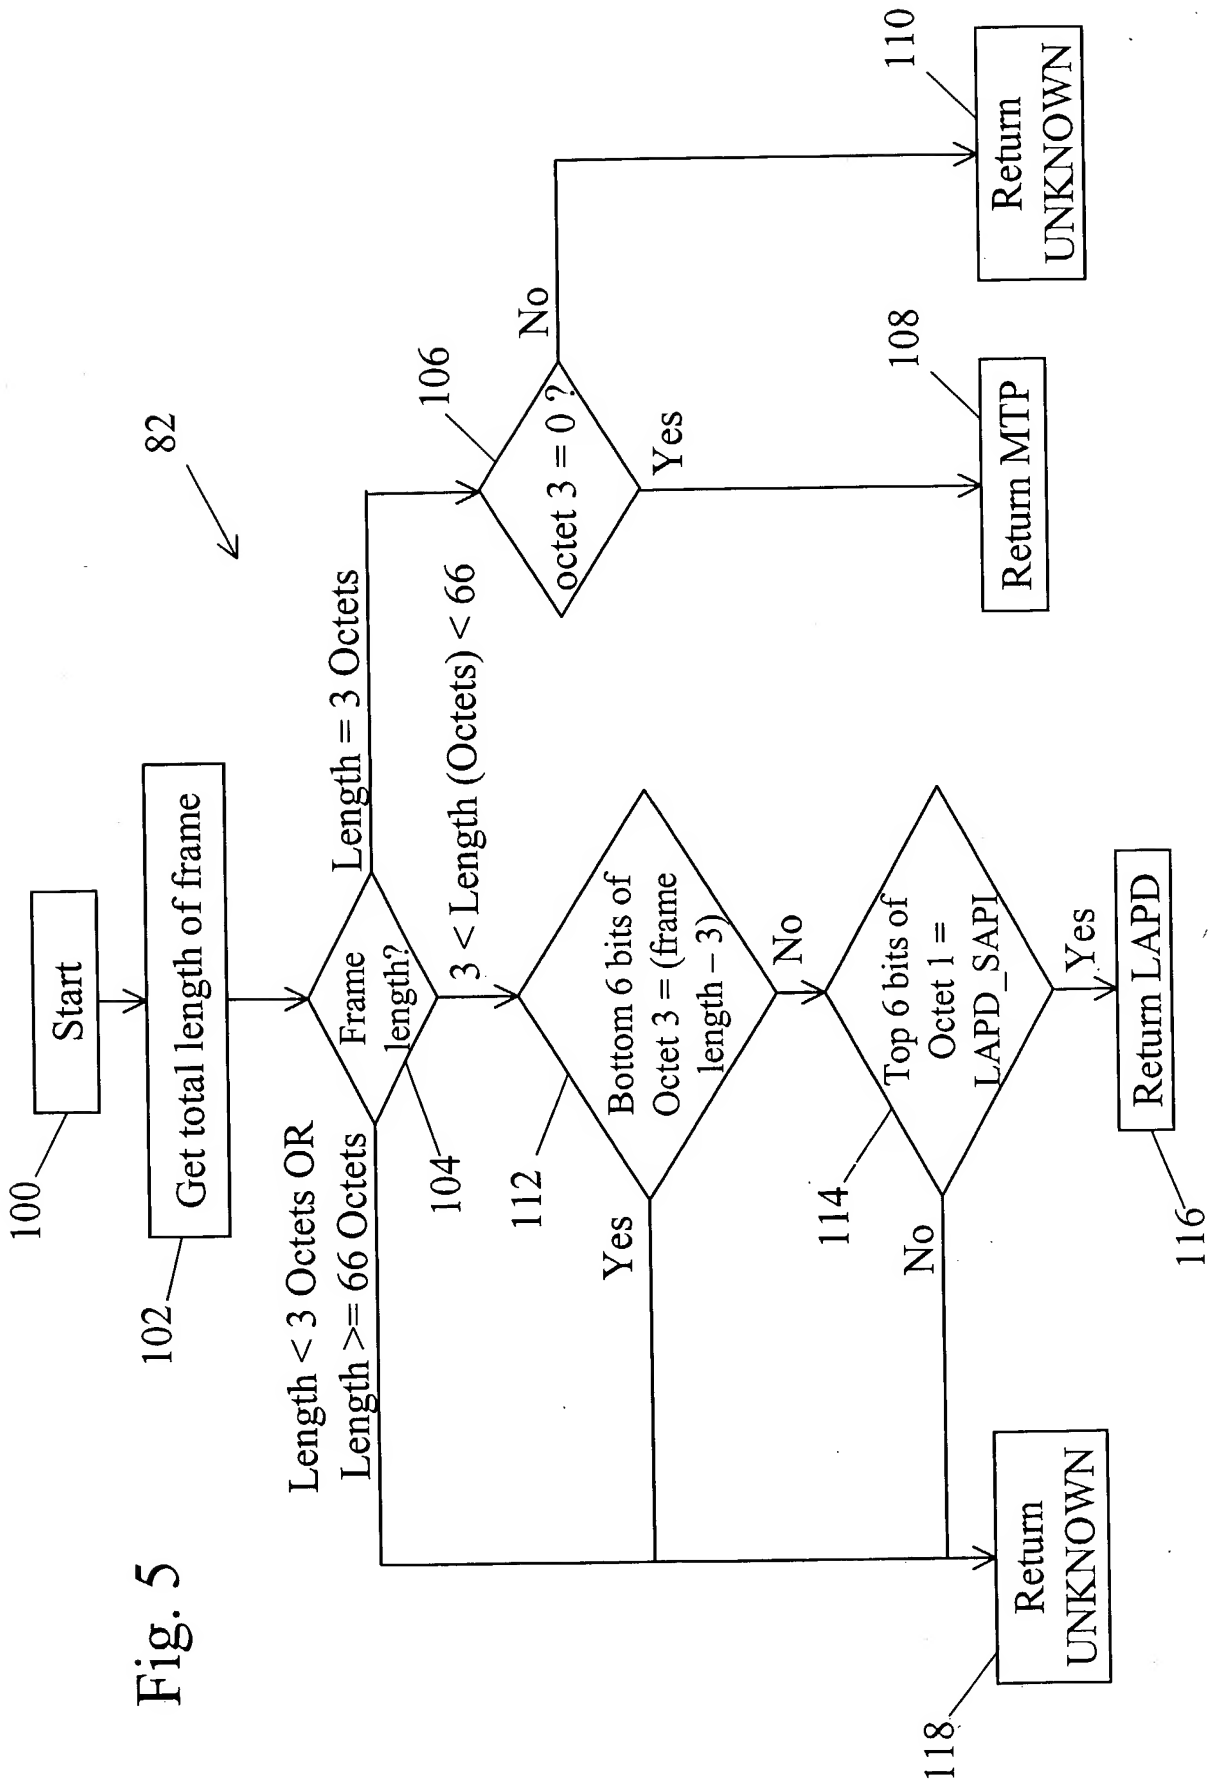 Fig. 5
82
100
Start
102
Get total length of frame
Length < 3 Octets OR
Length >= 66 Octets
Frame
length?
104
Length = 3 Octets
3 < Length (Octets) < 66
106
octet 3 = 0 ?
No
Yes
112
Bottom 6 bits of
Octet 3 = (frame
length – 3)
Yes
No
114
Top 6 bits of
Octet 1 =
LAPD_SAPI
No
Yes
118
Return
UNKNOWN
116
Return LAPD
108
Return MTP
110
Return
UNKNOWN